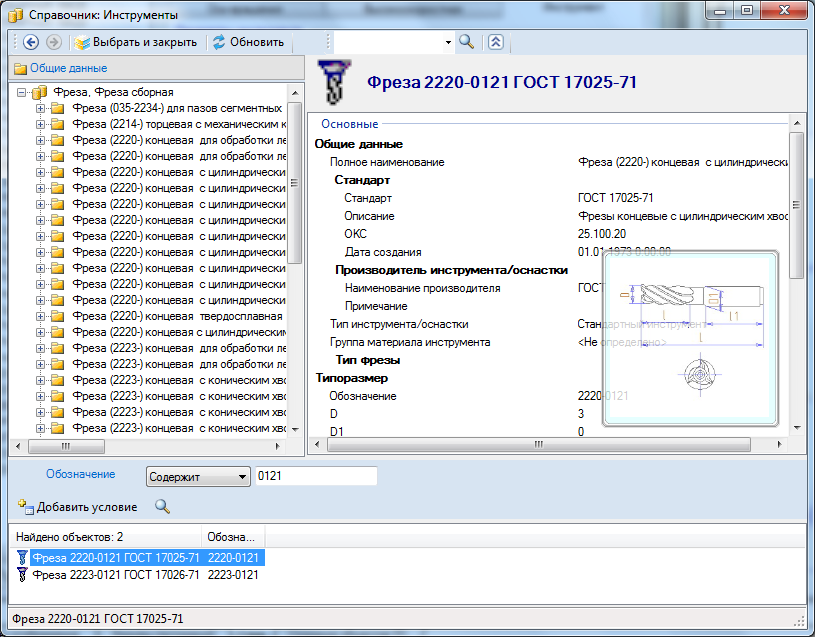 Справочник: Инструменты
Выбрать и закрыть
Обновить
Общие данные
Фреза, Фреза сборная
Фреза (035-2234-) для пазов сегментных
Фреза (2214-) торцевая с механическим к
Фреза (2220-) концевая для обработки ле
Фреза (2220-) концевая для обработки ле
Фреза (2220-) концевая с цилиндрически
Фреза (2220-) концевая с цилиндрически
Фреза (2220-) концевая с цилиндрически
Фреза (2220-) концевая с цилиндрически
Фреза (2220-) концевая с цилиндрически
Фреза (2220-) концевая с цилиндрически
Фреза (2220-) концевая с цилиндрически
Фреза (2220-) концевая с цилиндрически
Фреза (2220-) концевая с цилиндрически
Фреза (2220-) концевая твердосплавная
Фреза (2220-) концевая с цилиндрическим
Фреза (2223-) концевая для обработки ле
Фреза (2223-) концевая для обработки ле
Фреза (2223-) концевая с коническим хво
Фреза (2223-) концевая с коническим хво
Фреза (2223-) концевая с коническим хво
Фреза (2223-) концевая с коническим хво
Фреза 2220-0121 ГОСТ 17025-71
Основные
Общие данные
Полное наименование Фреза (2220-) концевая с цилиндрически
Стандарт
Стандарт ГОСТ 17025-71
Описание Фрезы концевые с цилиндрическим хвос
ОКС 25.100.20
Дата создания 01.01.1973 0:00:00
Производитель инструмента/оснастки
Наименование производителя ГОСТ
Примечание
Тип инструмента/оснастки Стандартный инструмент
Группа материала инструмента <Не определено>
Тип фрезы
Типоразмер
Обозначение 2220-0121
D 3
D1 0
D
D1
l
l1
L
Обозначение Содержит 0121
Добавить условие
Найдено объектов: 2 Обозна...
Фреза 2220-0121 ГОСТ 17025-71 2220-0121
Фреза 2223-0121 ГОСТ 17026-71 2223-0121
Фреза 2220-0121 ГОСТ 17025-71